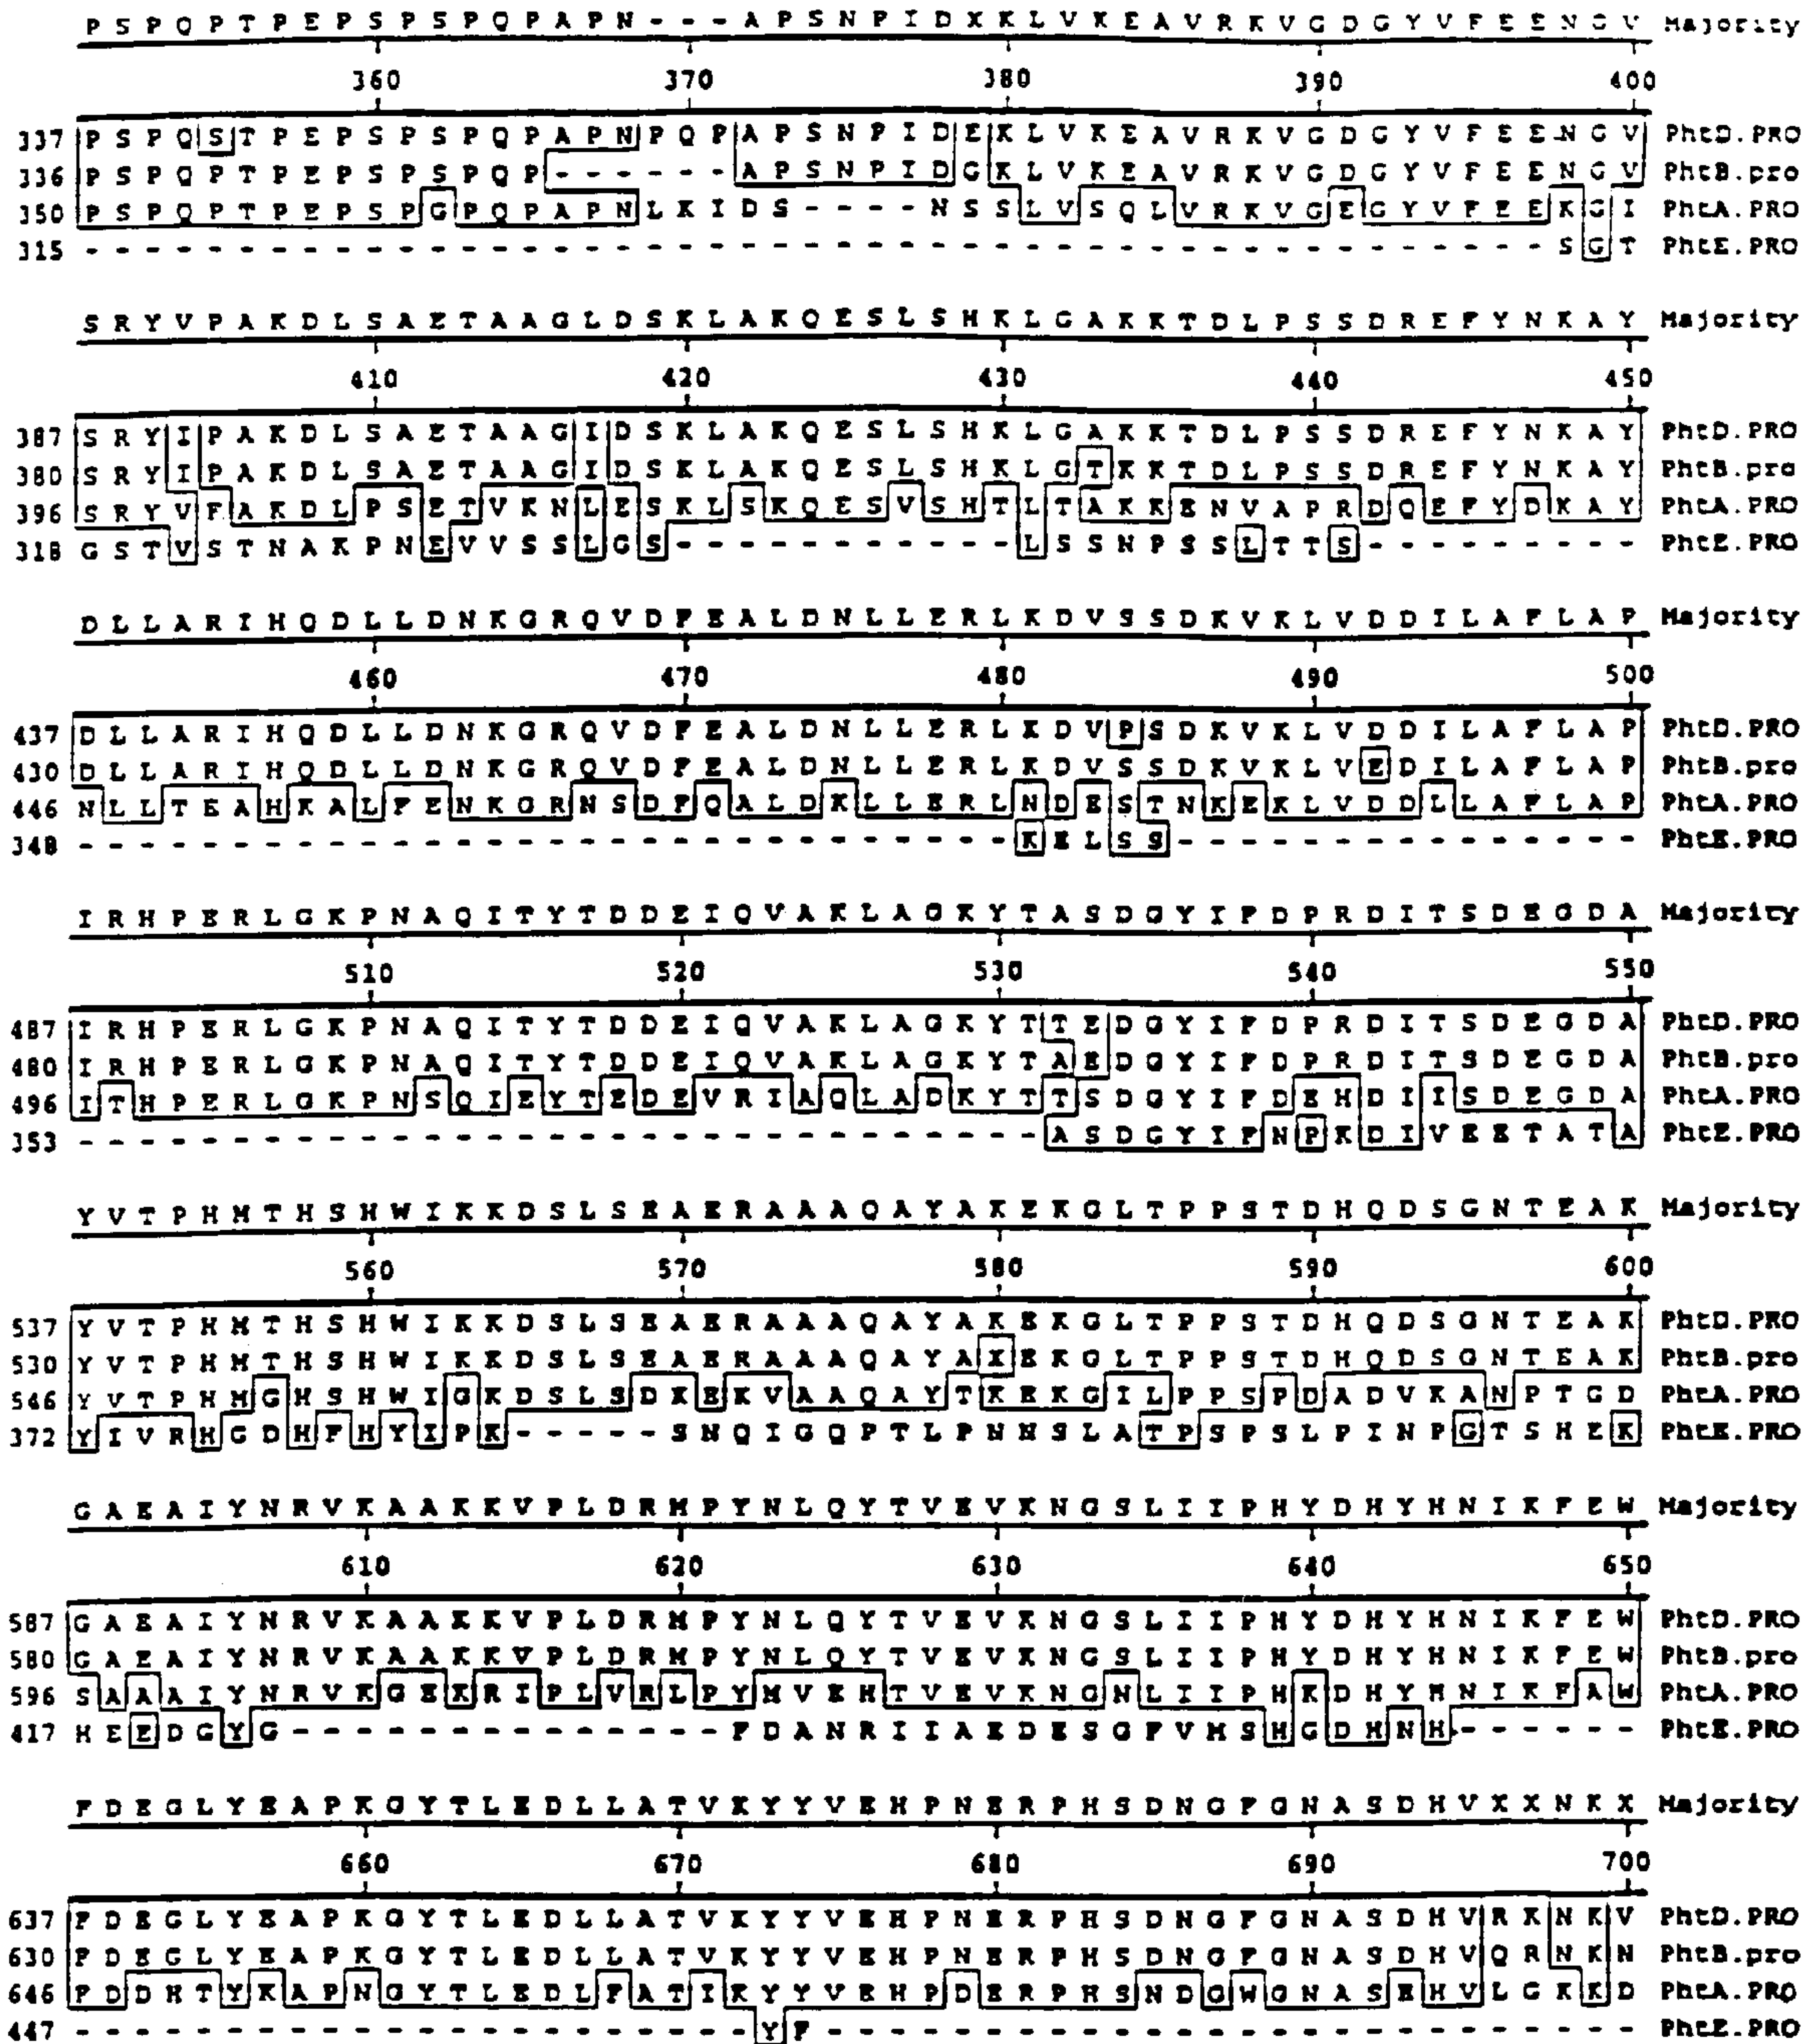 P S P Q P T P E P S P S P Q P A P N - - - A P S N P I D X K L V K E A V R K V G D G Y V F E E N G V Majority
360 370 380 390 400
337 P S P Q S T P E P S P S P Q P A P N P Q P A P S N P I D E K L V K E A V R K V G D G Y V F E E N G V PhtD.PRO
336 P S P Q P T P E P S P S P Q P - - - - - - A P S N P I D G K L V K E A V R K V G D G Y V F E E N G V PhtB.pro
350 P S P Q P T P E P S P G P Q P A P N L K I D S - - - - N S S L V S Q L V R K V G E G Y V F E E K G I PhtA.PRO
315 - - - - - - - - - - - - - - - - - - - - - - - - - - - - - - - - - - - - - - - - - - - - - - - S G T PhtE.PRO
S R Y V P A K D L S A E T A A G L D S K L A K Q E S L S H K L G A K K T D L P S S D R E F Y N K A Y Majority
410 420 430 440 450
387 S R Y I P A K D L S A E T A A G I D S K L A K Q E S L S H K L G A K K T D L P S S D R E F Y N K A Y PhtD.PRO
380 S R Y I P A K D L S A E T A A G I D S K L A K Q E S L S H K L G T K K T D L P S S D R E F Y N K A Y PhtB.pro
396 S R Y V F A K D L P S E T V K N L E S K L S K Q E S V S H T L T A K K E N V A P R D Q E F Y D K A Y PhtA.PRO
318 G S T V S T N A K P N E V V S S L G S - - - - - - - - - - - L S S N P S S L T T S - - - - - - - - - PhtE.PRO
D L L A R I H Q D L L D N K G R Q V D F E A L D N L L E R L K D V S S D K V K L V D D I L A F L A P Majority
460 470 480 490 500
437 D L L A R I H Q D L L D N K G R Q V D F E A L D N L L E R L K D V P S D K V K L V D D I L A F L A P PhtD.PRO
430 D L L A R I H Q D L L D N K G R Q V D F E A L D N L L E R L K D V S S D K V K L V E D I L A F L A P PhtB.pro
446 N L L T E A H K A L F E N K G R N S D F Q A L D K L L E R L N D E S T N K E K L V D D L L A F L A P PhtA.PRO
348 - - - - - - - - - - - - - - - - - - - - - - - - - - - - - - K E L S S - - - - - - - - - - - - - - - PhtE.PRO
I R H P E R L G K P N A Q I T Y T D D E I Q V A K L A G K Y T A S D G Y I F D P R D I T S D E G D A Majority
510 520 530 540 550
487 I R H P E R L G K P N A Q I T Y T D D E I Q V A K L A G K Y T T E D G Y I F D P R D I T S D E G D A PhtD.PRO
480 I R H P E R L G K P N A Q I T Y T D D E I Q V A K L A G K Y T A E D G Y I F D P R D I T S D E G D A PhtB.pro
496 I T H P E R L G K P N S Q I E Y T E D E V R I A Q L A D K Y T T S D G Y I F D E H D I I S D E G D A PhtA.PRO
353 - - - - - - - - - - - - - - - - - - - - - - - - - - - - - - - A S D G Y I F N P K D I V E E T A T A PhtE.PRO
Y V T P H M T H S H W I K K D S L S E A E R A A A Q A Y A K E K G L T P P S T D H Q D S G N T E A K Majority
560 570 580 590 600
537 Y V T P H M T H S H W I K K D S L S E A E R A A A Q A Y A K E K G L T P P S T D H Q D S G N T E A K PhtD.PRO
530 Y V T P H M T H S H W I K K D S L S E A E R A A A Q A Y A X E K G L T P P S T D H Q D S G N T E A K PhtB.pro
546 Y V T P H M G H S H W I G K D S L S D K E K V A A Q A Y T K E K G I L P P S P D A D V K A N P T G D PhtA.PRO
372 Y I V R H G D H F H Y I P K - - - - - S N Q I G Q P T L P N N S L A T P S P S L P I N P G T S H E K PhtE.PRO
G A E A I Y N R V K A A K K V P L D R M P Y N L Q Y T V E V K N G S L I I P H Y D H Y H N I K F E W Majority
610 620 630 640 650
587 G A E A I Y N R V K A A K K V P L D R M P Y N L Q Y T V E V K N G S L I I P H Y D H Y H N I K F E W PhtD.PRO
580 G A E A I Y N R V K A A K K V P L D R M P Y N L Q Y T V E V K N G S L I I P H Y D H Y H N I K F E W PhtB.pro
596 S A A A I Y N R V K G E K R I P L V R L P Y M V E H T V E V K N G N L I I P H K D H Y H N I K F A W PhtA.PRO
417 H E E D G Y G - - - - - - - - - - - - - - F D A N R I I A E D E S G F V M S H G D H N H - - - - - - PhtE.PRO
F D E G L Y E A P K G Y T L E D L L A T V K Y Y V E H P N E R P H S D N G F G N A S D H V X X N K X Majority
660 670 680 690 700
637 F D E G L Y E A P K G Y T L E D L L A T V K Y Y V E H P N E R P H S D N G F G N A S D H V R K N K V PhtD.PRO
630 F D E G L Y E A P K G Y T L E D L L A T V K Y Y V E H P N E R P H S D N G F G N A S D H V Q R N K N PhtB.pro
646 F D D H T Y K A P N G Y T L E D L F A T I K Y Y V E H P D E R P H S N D G W G N A S E H V L G K K D PhtA.PRO
447 - - - - - - - - - - - - - - - - - - - - - - Y F - - - - - - - - - - - - - - - - - - - - - - - - - - PhtE.PRO